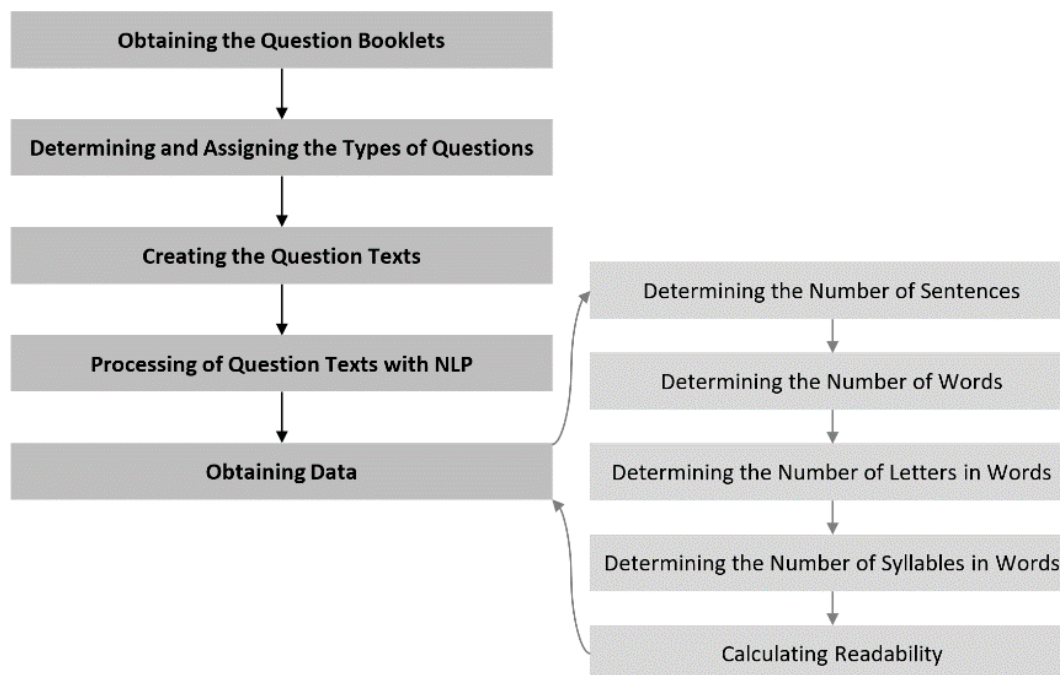 Obtaining the Question Booklets
Determining and Assigning the Types of Questions
Creating the Question Texts
Processing of Question Texts with NLP
Obtaining Data
Determining the Number of Sentences
Determining the Number of Words
Determining the Number of Letters in Words
Determining the Number of Syllables in Words
Calculating Readability